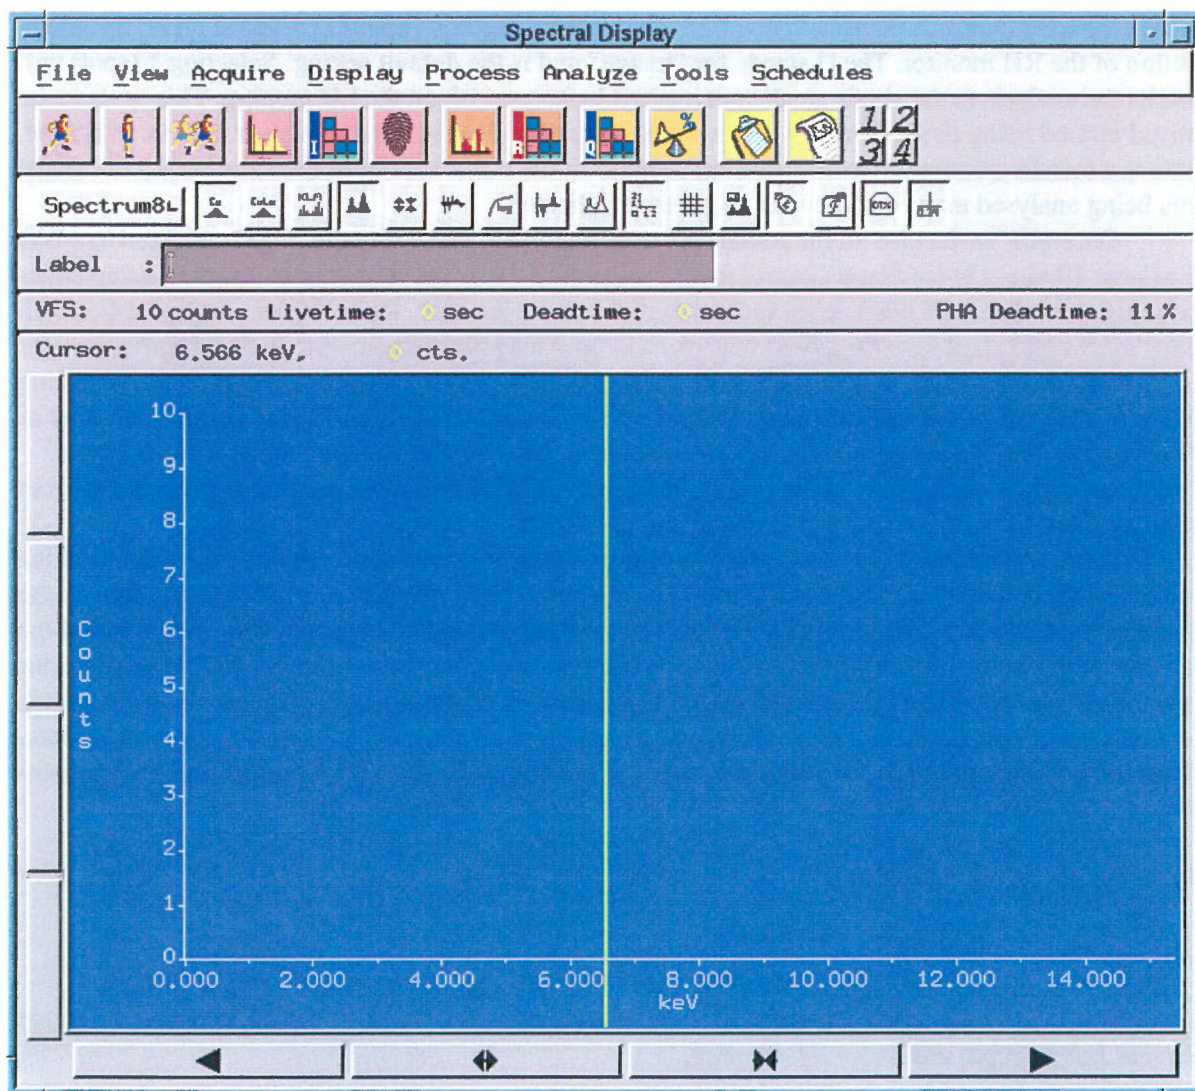 Spectral Display
File View Acquire Display Process Analyze Tools Schedules
I R Q % 1 2
3 4
Spectrum8
Label :
VFS: 10 counts Livetime: 0 sec Deadtime: 0 sec PHA Deadtime: 11 %
Cursor: 6.566 keV, 0 cts.
10
9
8
7
6
5
4
3
2
1
0
Counts
0.000 2.000 4.000 6.000 8.000 10.000 12.000 14.000
keV